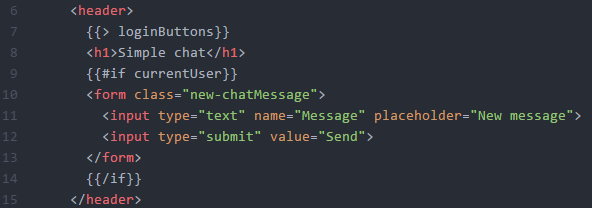 6 <header>
7 {{> loginButtons}}
8 <h1>Simple chat</h1>
9 {{#if currentUser}}
10 <form class="new-chatMessage">
11 <input type="text" name="Message" placeholder="New message">
12 <input type="submit" value="Send">
13 </form>
14 {{/if}}
15 </header>